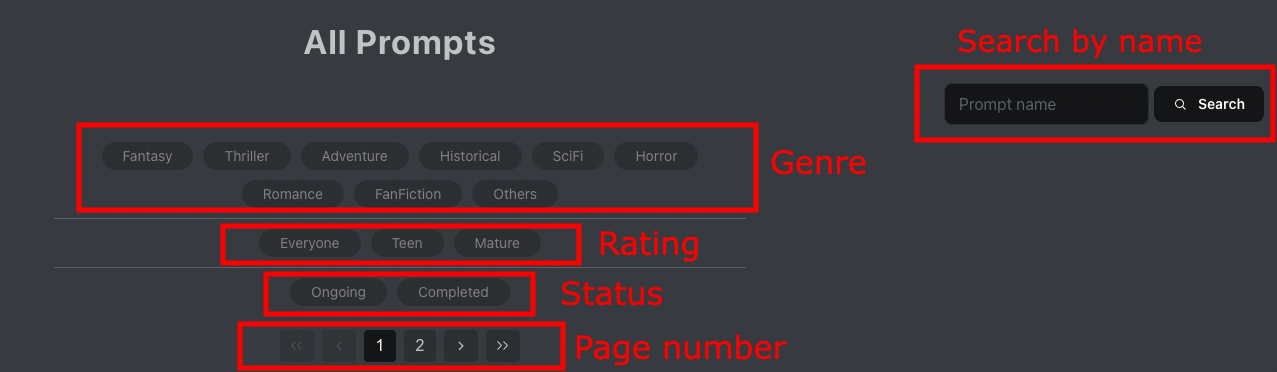 All Prompts
Search by name
Prompt name Search
Fantasy Thriller Adventure Historical SciFi Horror
Genre
Romance FanFiction Others
Everyone Teen Mature Rating
Ongoing Completed Status
<< < 1 2 > >> Page number